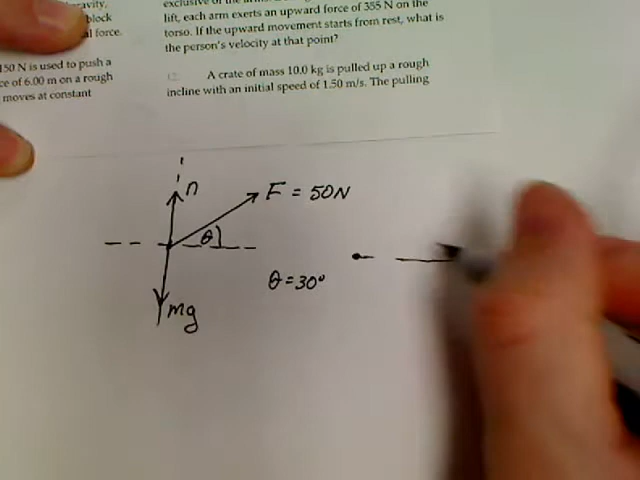 avity,
block
al force.
150 N is used to push a
ce of 6.00 m on a rough
moves at constant
lift, each arm exerts an upward force of 355 N on the
torso. If the upward movement starts from rest, what is
the person's velocity at that point?
A crate of mass 10.0 kg is pulled up a rough
incline with an initial speed of 1.50 m/s. The pulling
n
F = 50N
θ
θ = 30°
mg